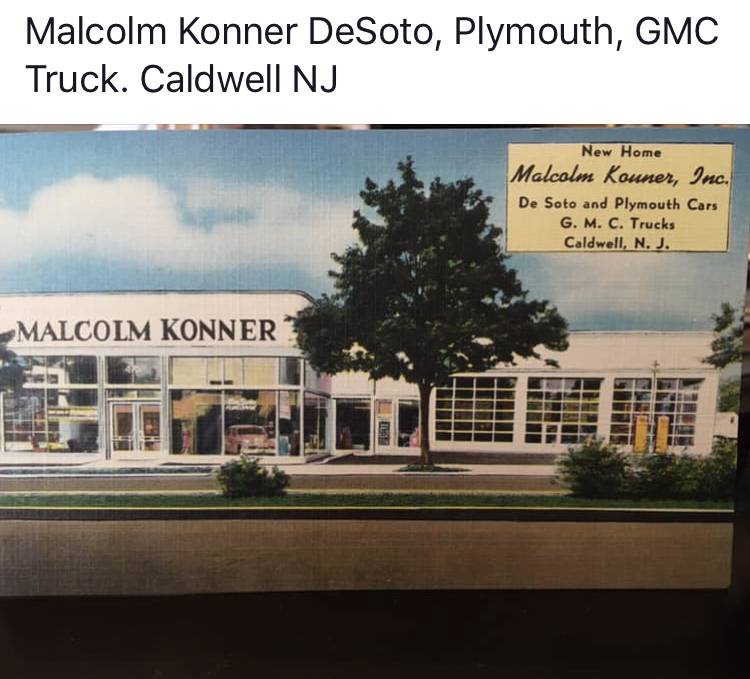 Malcolm Konner DeSoto, Plymouth, GMC
Truck. Caldwell NJ
New Home
Malcolm Konner, Inc.
De Soto and Plymouth Cars
G. M. C. Trucks
Caldwell, N. J.
MALCOLM KONNER